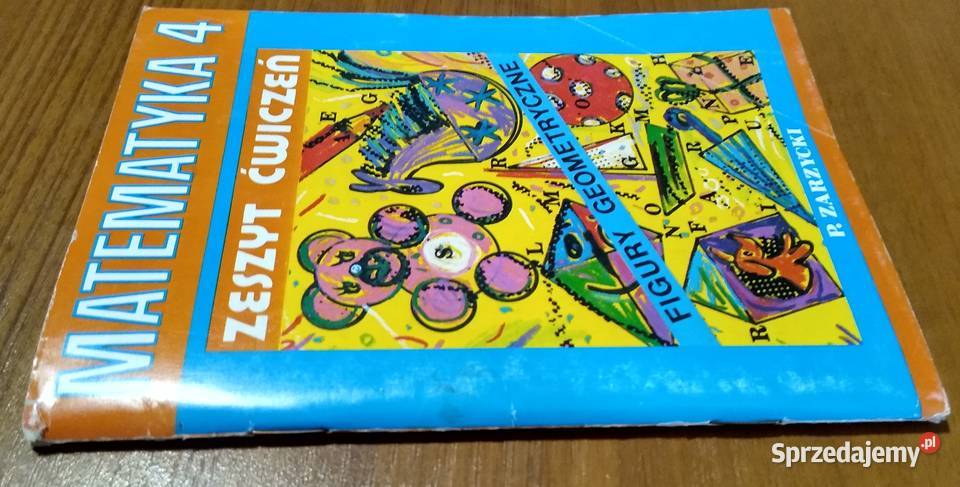 MATEMATYKA 4
ZESZYT ĆWICZEŃ
FIGURY GEOMETRYCZNE
P. ZARZYCKI
Sprzedajemy.pl